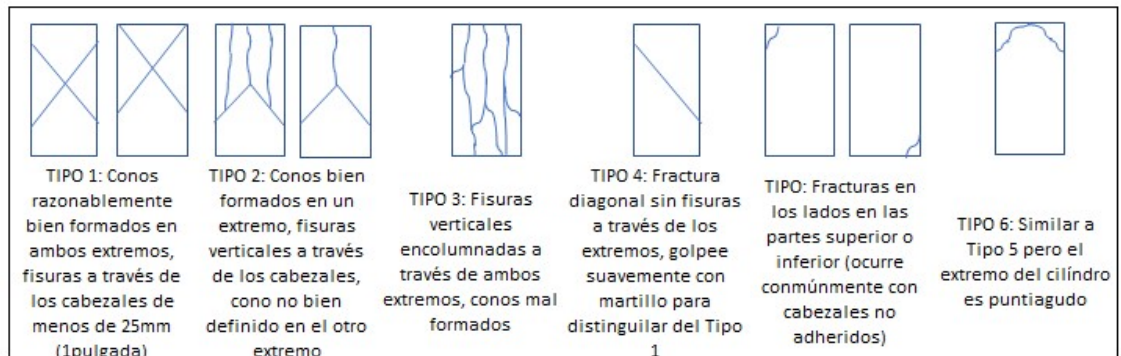 TIPO 1: Conos
razonablemente
bien formados en
ambos extremos,
fisuras a través de
los cabezales de
menos de 25mm
(1pulgada)
TIPO 2: Conos bien
formados en un
extremo, fisuras
verticales a través
de los cabezales,
cono no bien
definido en el otro
extremo
TIPO 3: Fisuras
verticales
encolumnadas a
través de ambos
extremos, conos mal
formados
TIPO 4: Fractura
diagonal sin fisuras
a través de los
extremos, golpee
suavemente con
martillo para
distinguilar del Tipo
1
TIPO: Fracturas en
los lados en las
partes superior o
inferior (ocurre
conmúnmente con
cabezales no
adheridos)
TIPO 6: Similar a
Tipo 5 pero el
extremo del cilíndro
es puntiagudo